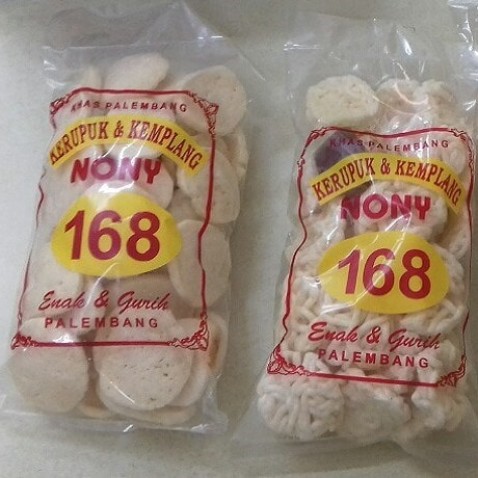 KHAS PALEMBANG
KERUPUK & KEMPLANG
NONY
168
Enak & Gurih
PALEMBANG
KHAS PALEMBANG
KERUPUK & KEMPLANG
NONY
168
Enak & Gurih
PALEMBANG